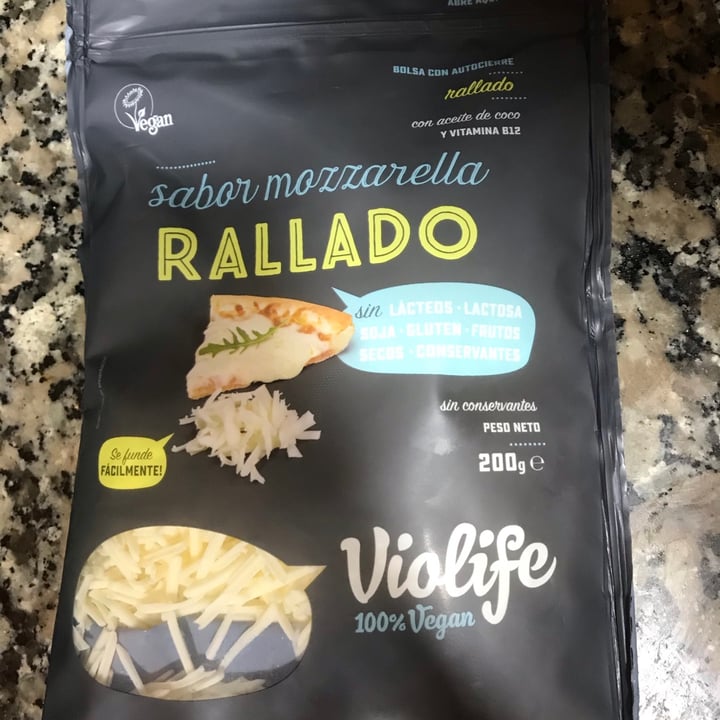 ABRE AQUÍ
BOLSA CON AUTOCIERRE
rallado
con aceite de coco
Y VITAMINA B12
Vegan
sabor mozzarella
RALLADO
sin LÁCTEOS · LACTOSA
SOJA · GLUTEN · FRUTOS
SECOS · CONSERVANTES
sin conservantes
PESO NETO
200g e
Se funde
FÁCILMENTE!
Violife
100% Vegan